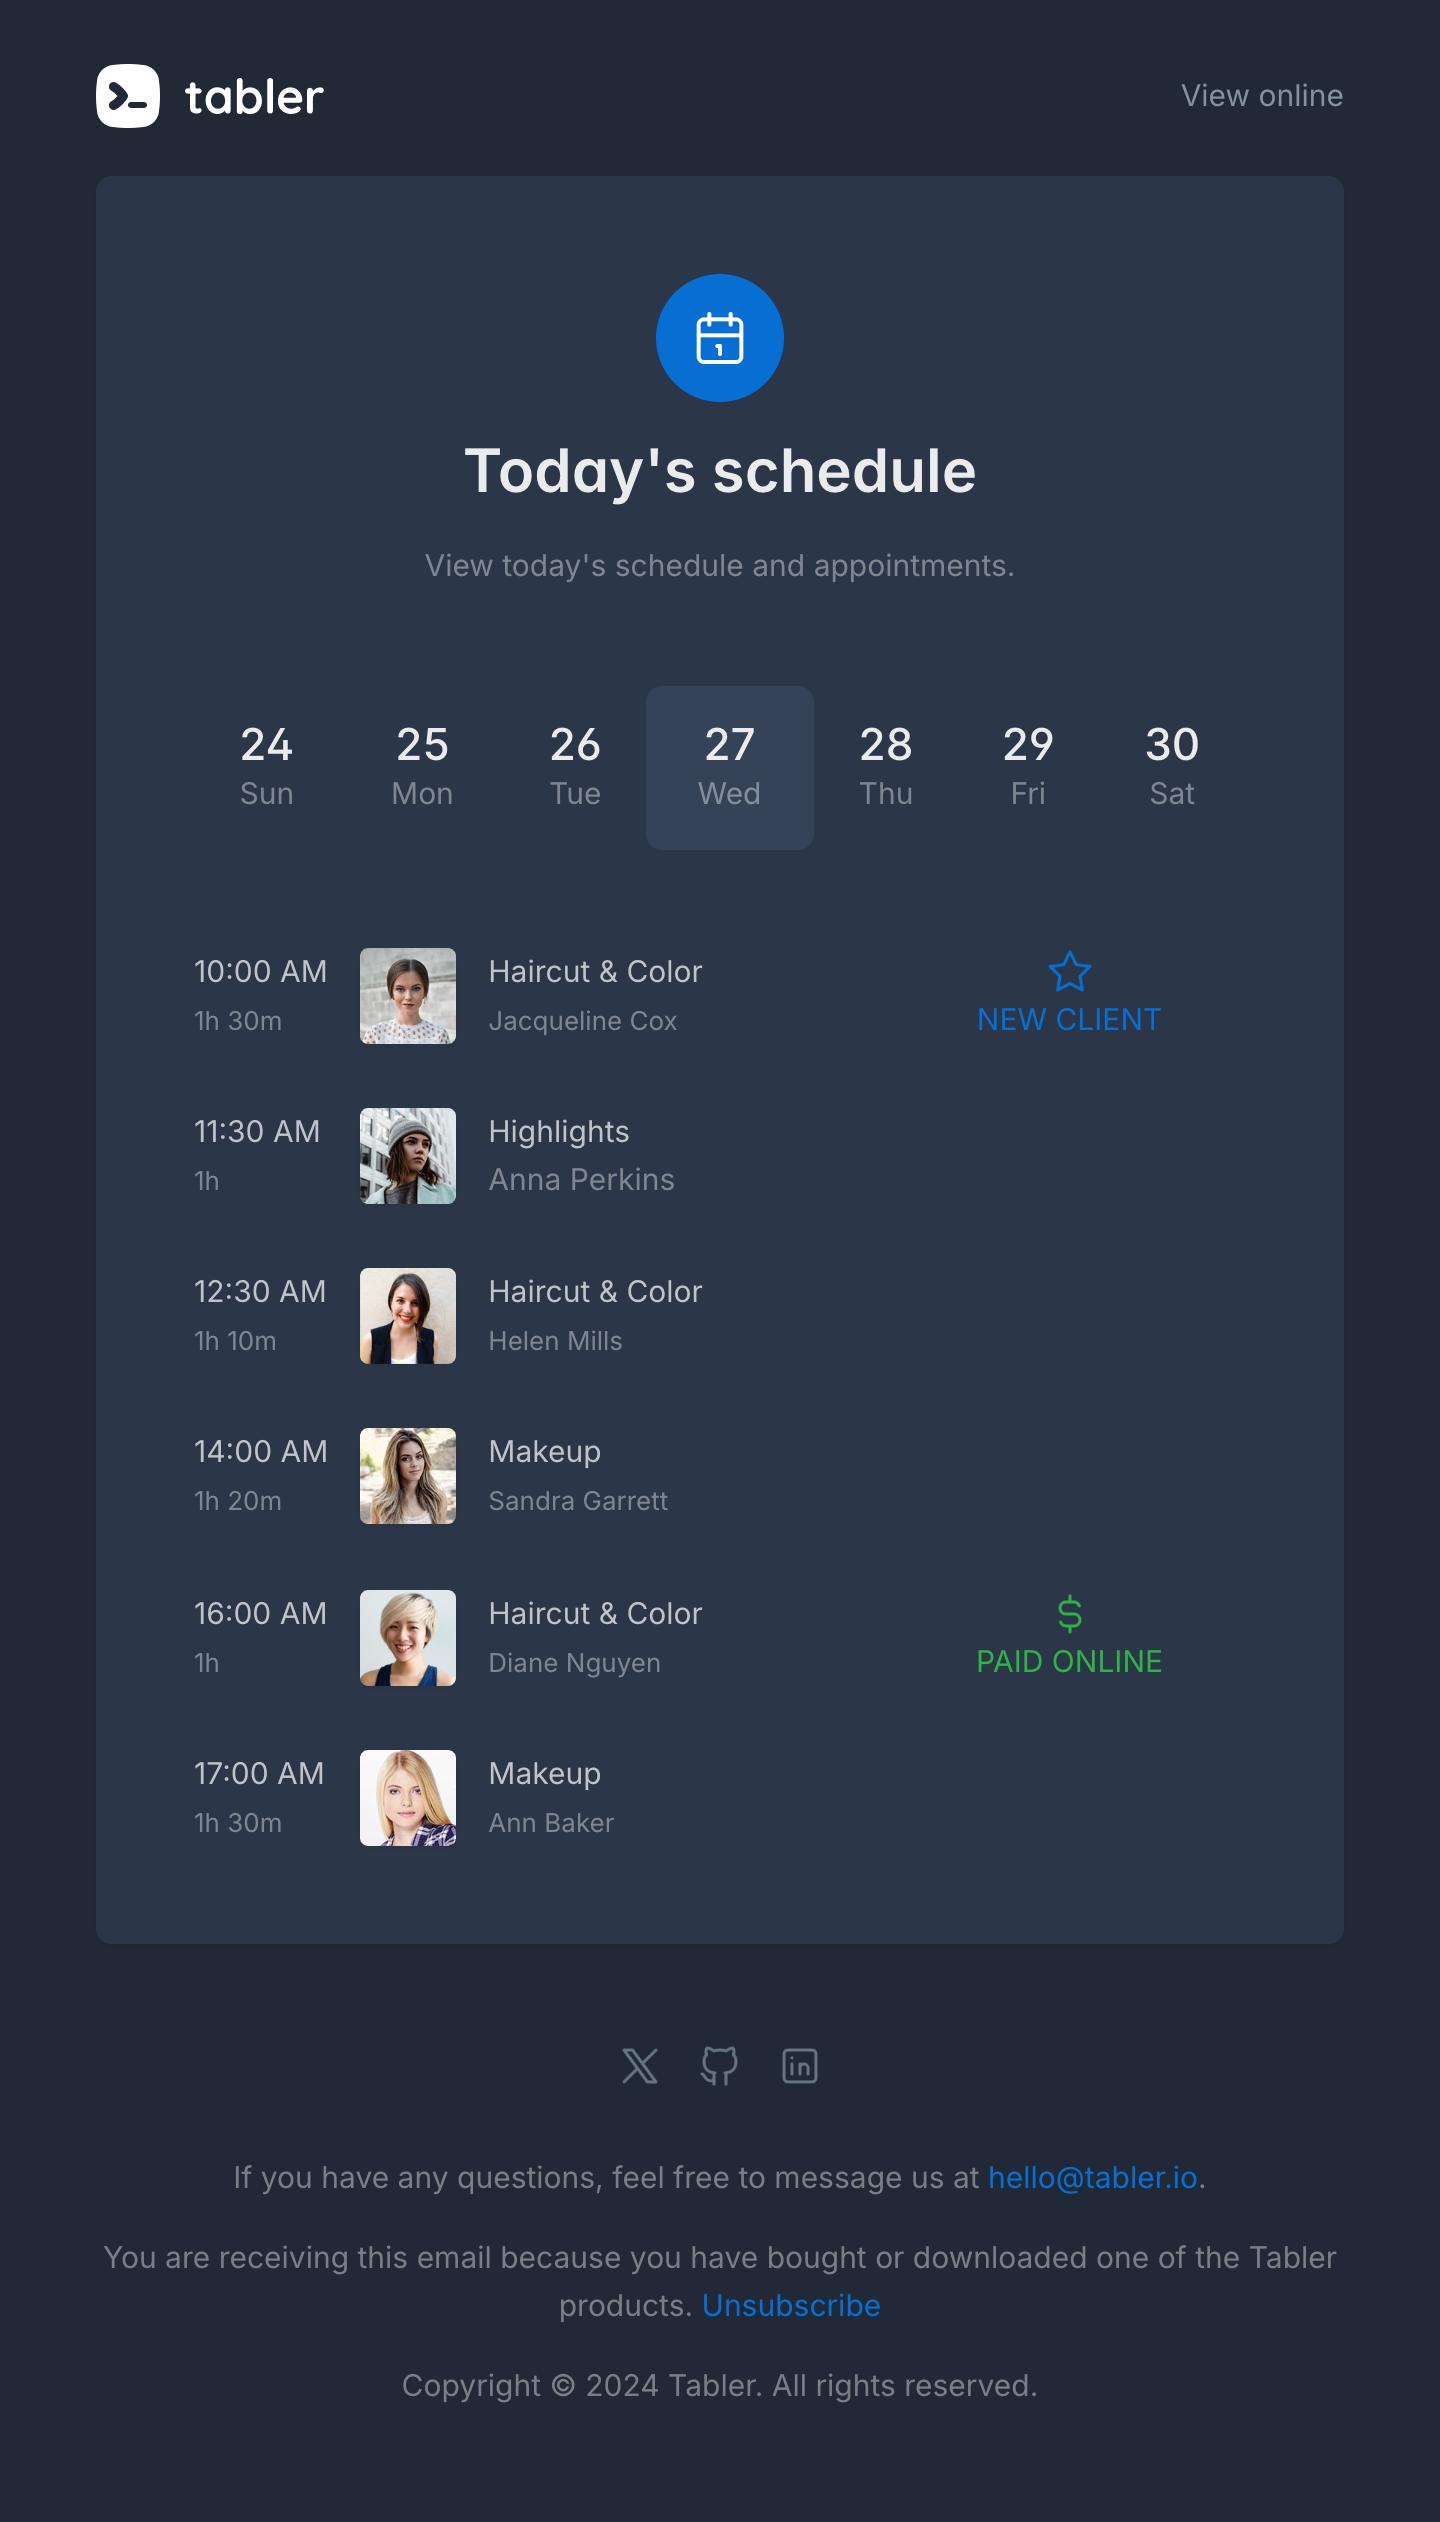 tabler
View online
Today's schedule
View today's schedule and appointments.
24 25 26 27 28 29 30
Sun Mon Tue Wed Thu Fri Sat
10:00 AM Haircut & Color
1h 30m Jacqueline Cox NEW CLIENT
11:30 AM Highlights
1h Anna Perkins
12:30 AM Haircut & Color
1h 10m Helen Mills
14:00 AM Makeup
1h 20m Sandra Garrett
16:00 AM Haircut & Color $
1h Diane Nguyen PAID ONLINE
17:00 AM Makeup
1h 30m Ann Baker
If you have any questions, feel free to message us at hello@tabler.io.
You are receiving this email because you have bought or downloaded one of the Tabler
products. Unsubscribe
Copyright © 2024 Tabler. All rights reserved.